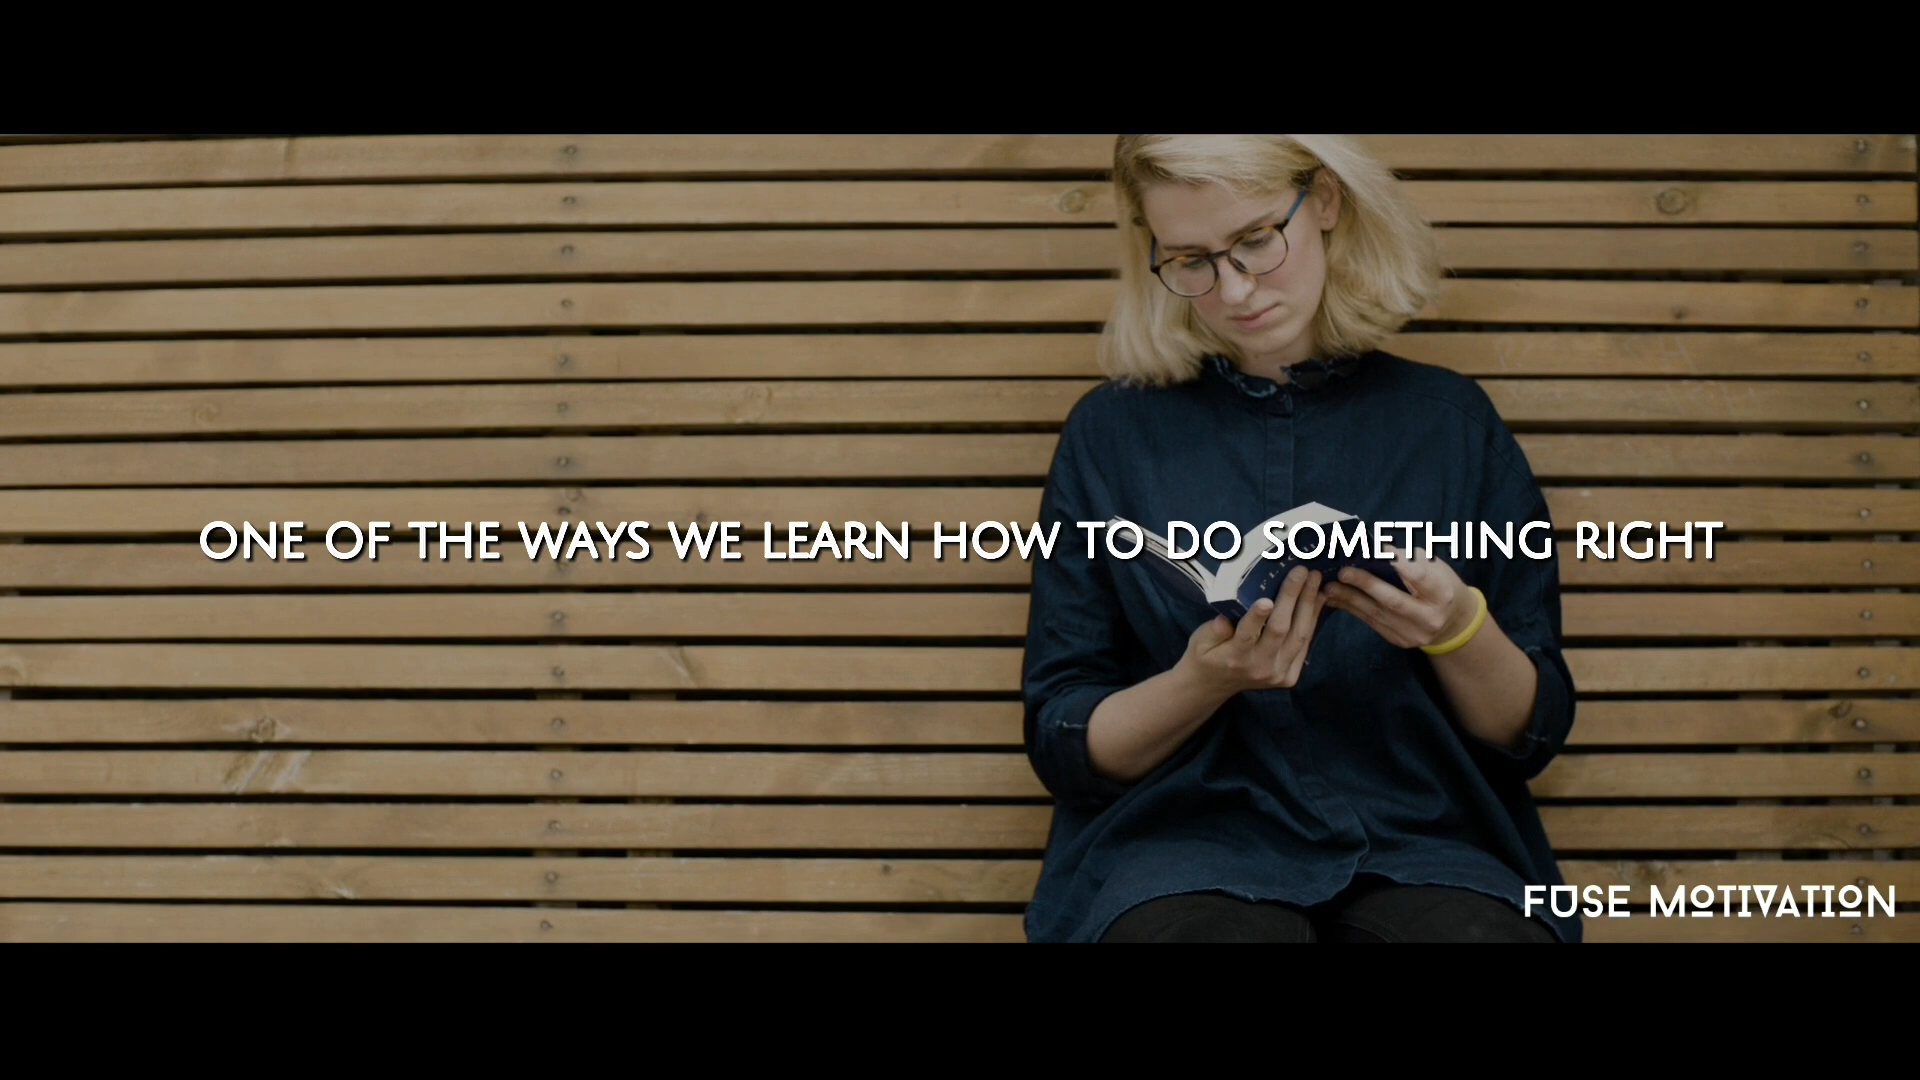 ONE OF THE WAYS WE LEARN HOW TO DO SOMETHING RIGHT
FUSE MOTIVATION